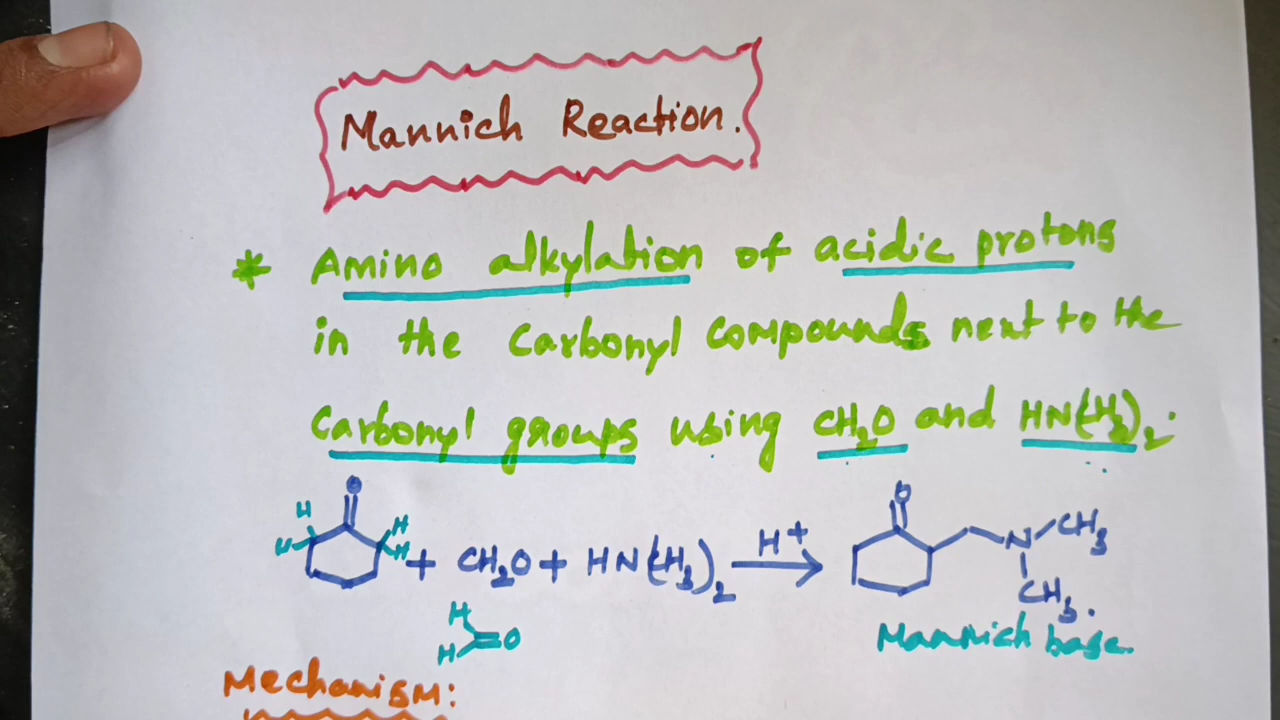 Mannich Reaction.
* Amino alkylation of acidic protons
in the Carbonyl Compounds next to the
Carbonyl groups using CH₂O and HN(CH₃)₂.
O
H H
H H
+ CH₂O + HN(CH₃)₂ H⁺
O N CH₃
CH₃.
H
H O
Mannich base.
Mechanism: